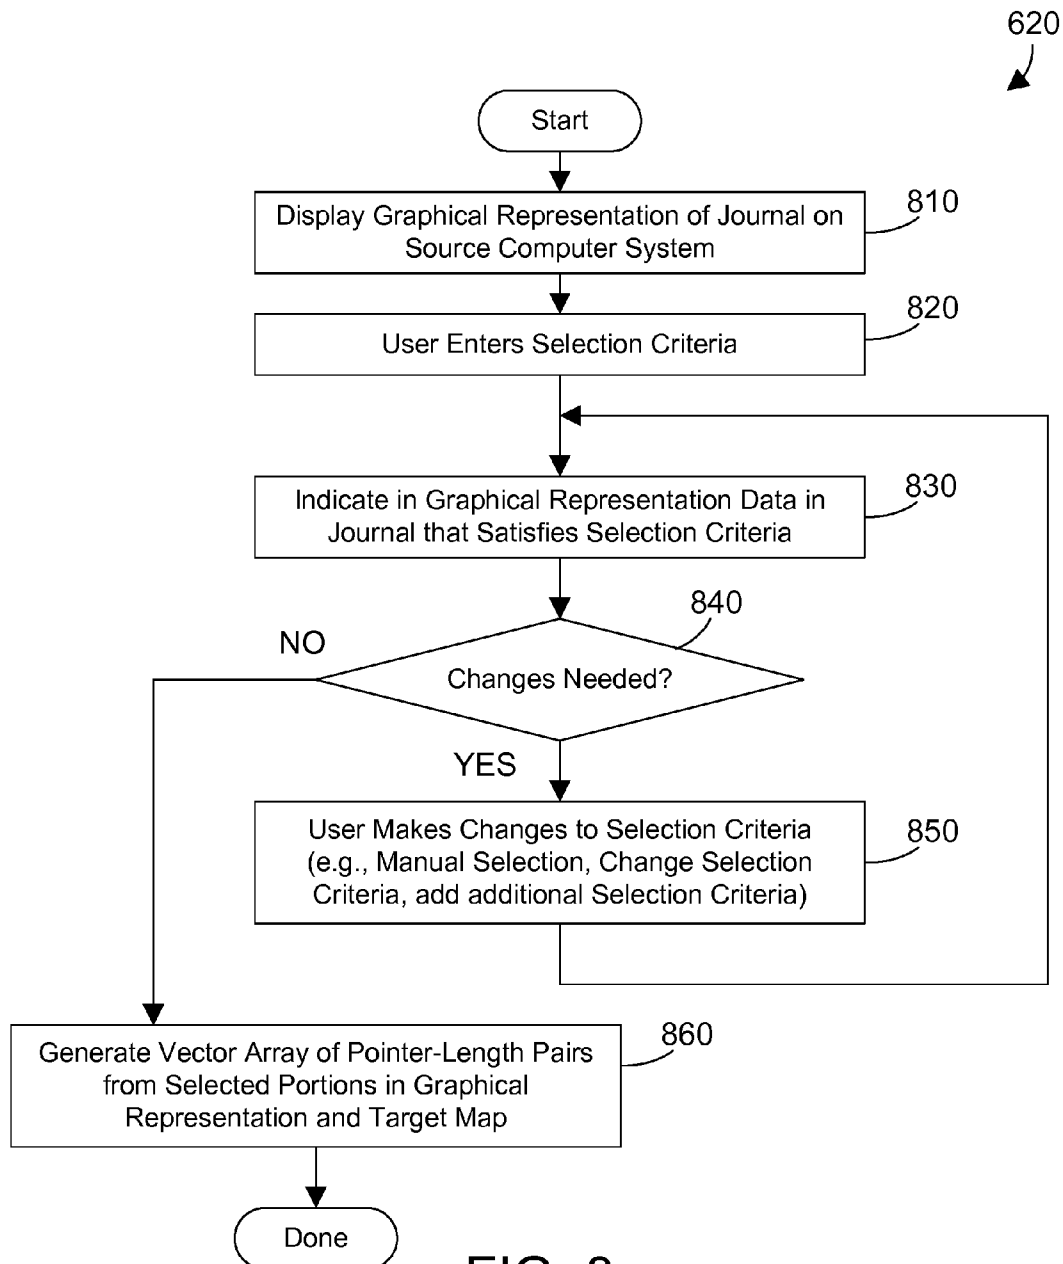 620
Start
Display Graphical Representation of Journal on
Source Computer System
810
User Enters Selection Criteria
820
Indicate in Graphical Representation Data in
Journal that Satisfies Selection Criteria
830
840
NO
Changes Needed?
YES
User Makes Changes to Selection Criteria
(e.g., Manual Selection, Change Selection
Criteria, add additional Selection Criteria)
850
Generate Vector Array of Pointer-Length Pairs
from Selected Portions in Graphical
Representation and Target Map
860
Done